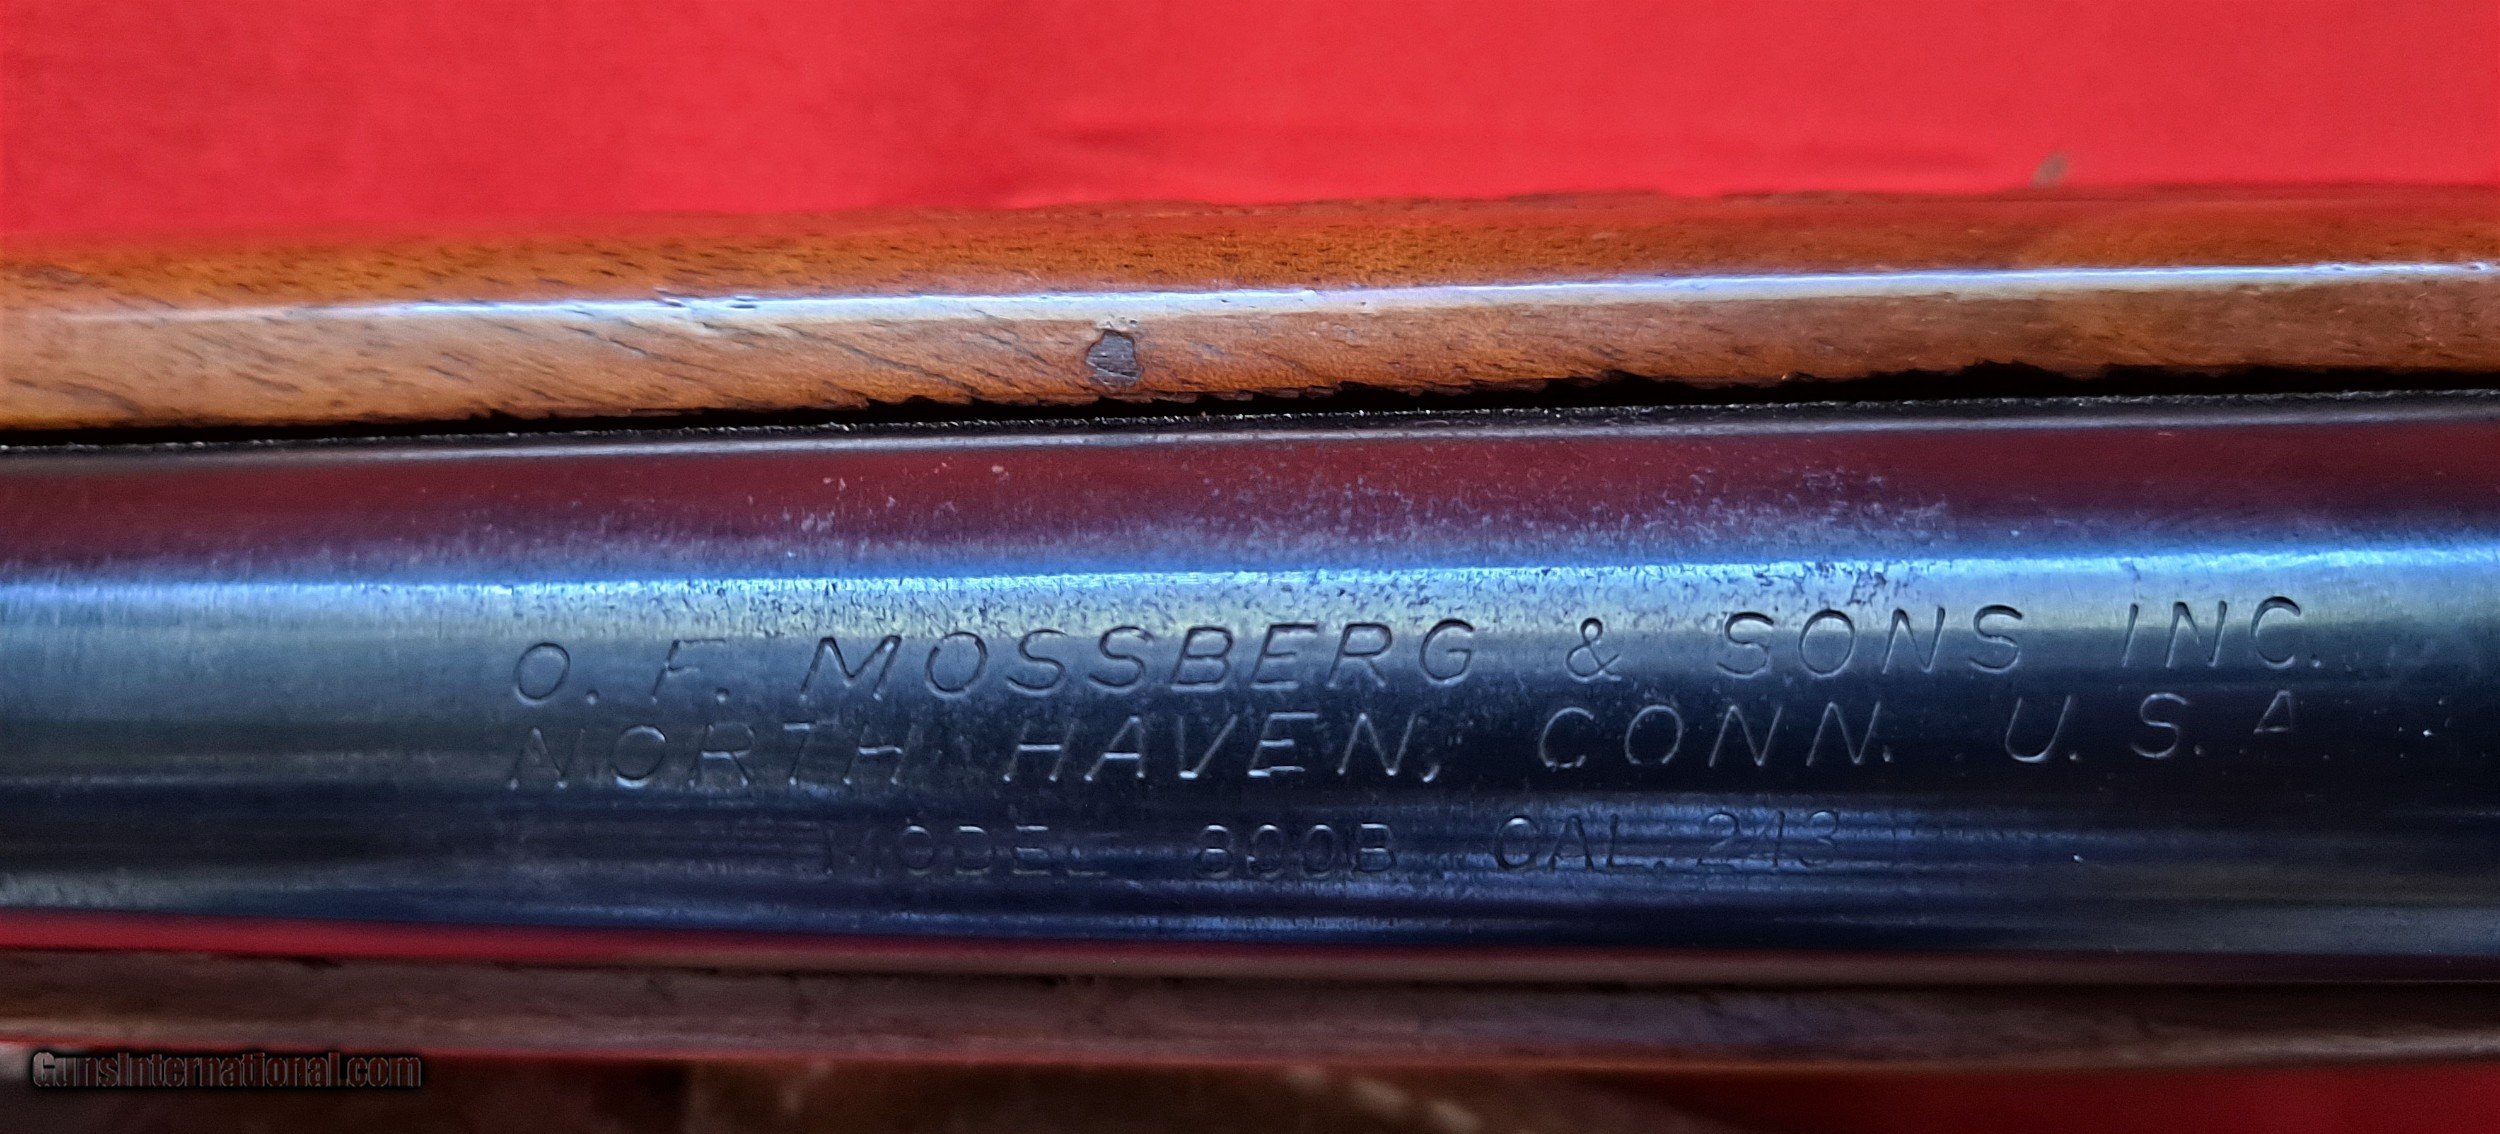 O. F. MOSSBERG & SONS INC.
NORTH HAVEN, CONN. U. S. A
MODEL 800B CAL. 243
GunsInternational.com